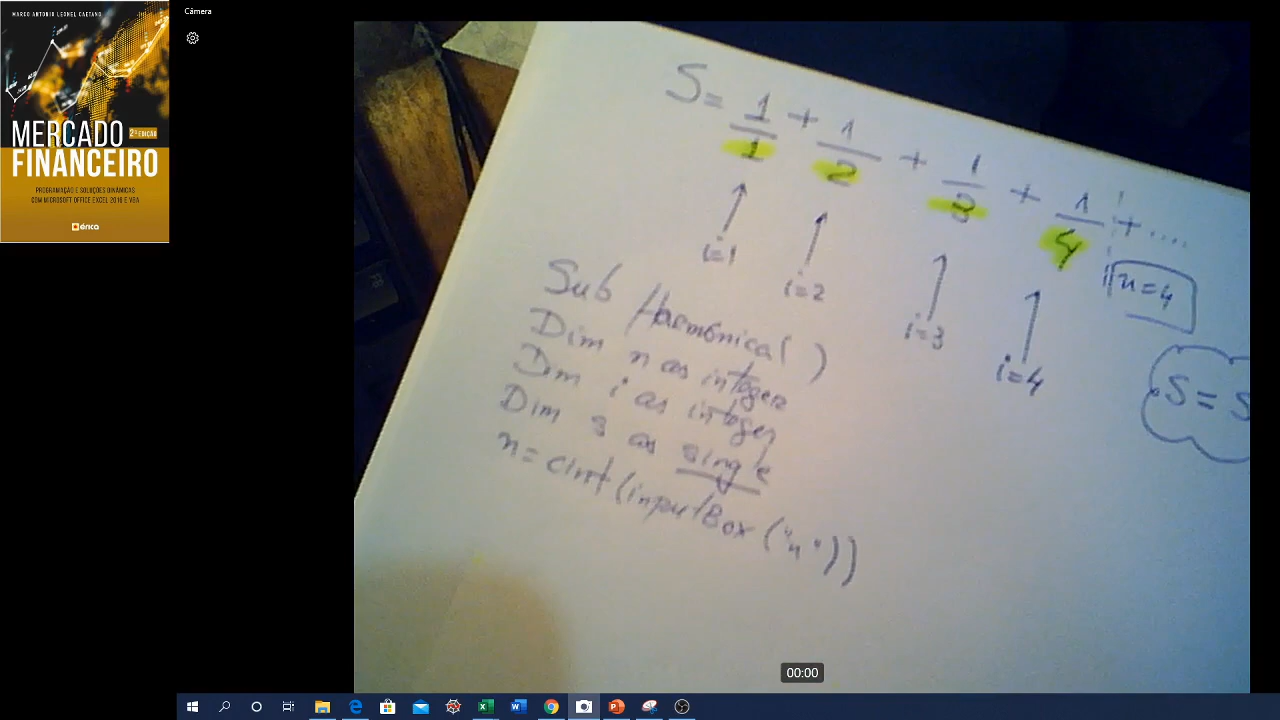 MARCO ANTONIO LEONEL CAETANO
MERCADO
2ª EDIÇÃO
FINANCEIRO
PROGRAMAÇÃO E SOLUÇÕES DINÂMICAS
COM MICROSOFT OFFICE EXCEL 2016 E VBA
érica
Câmera
S = 1/1 + 1/2 + 1/3 + 1/4 + ....
i=1 i=2 i=3 i=4
n=4
S = S
Sub Harmônica( )
Dim n as integer
Dim i as integer
Dim s as single
n = cint(inputBox("n"))
00:00